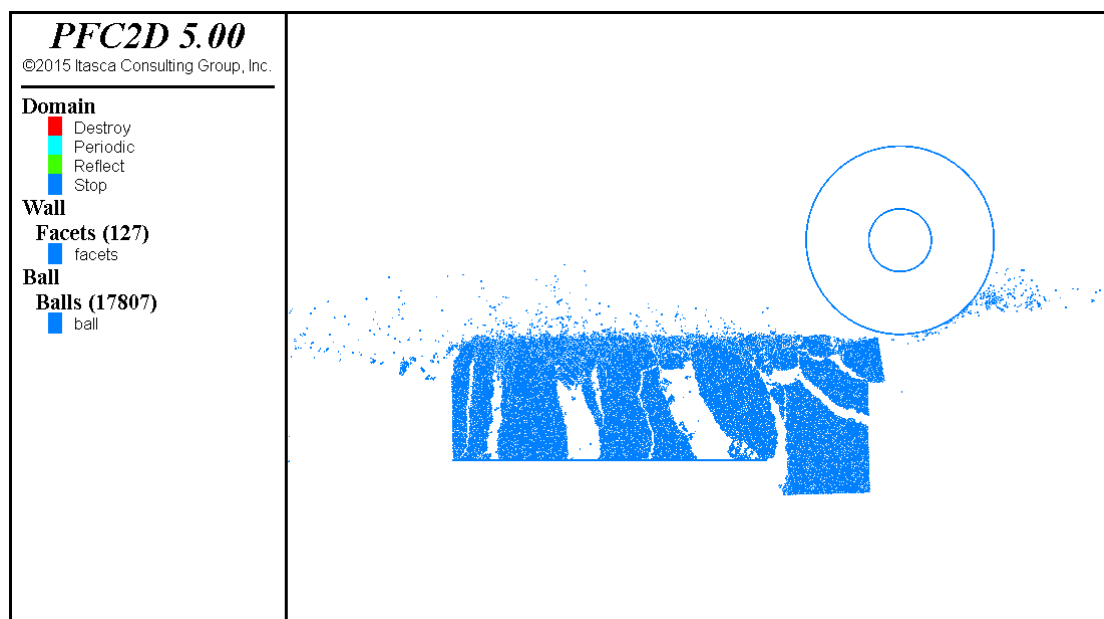 PFC2D 5.00
©2015 Itasca Consulting Group, Inc.
Domain
Destroy
Periodic
Reflect
Stop
Wall
Facets (127)
facets
Ball
Balls (17807)
ball